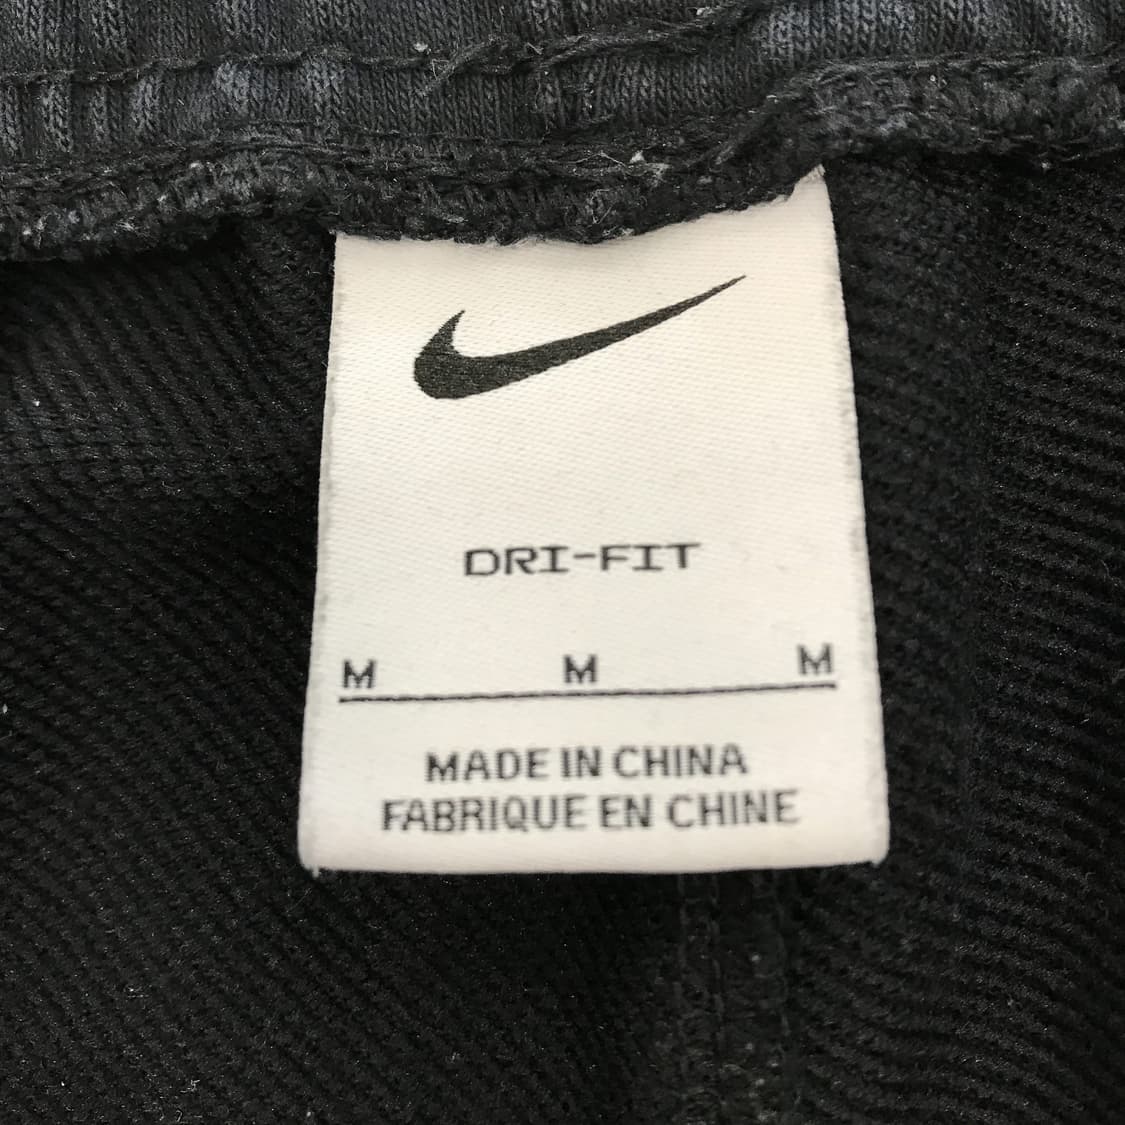 DRI-FIT
M M M
MADE IN CHINA
FABRIQUE EN CHINE